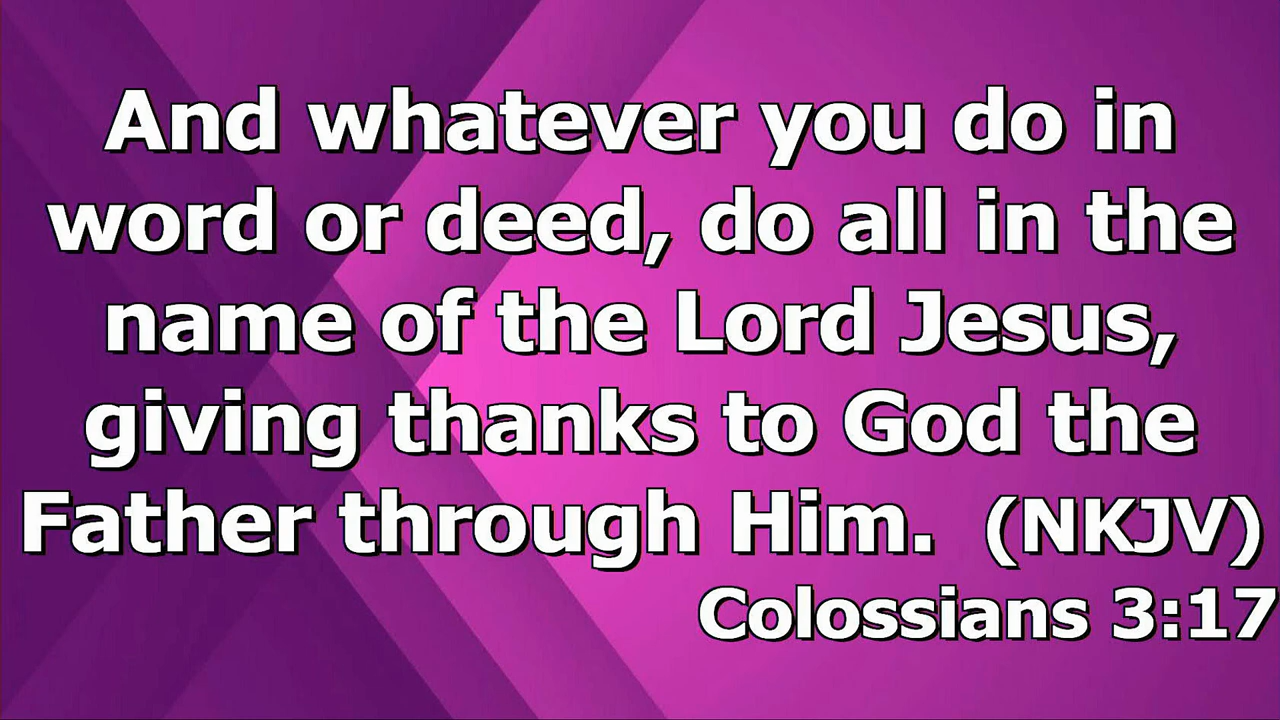 And whatever you do in
word or deed, do all in the
name of the Lord Jesus,
giving thanks to God the
Father through Him.  (NKJV)
Colossians 3:17